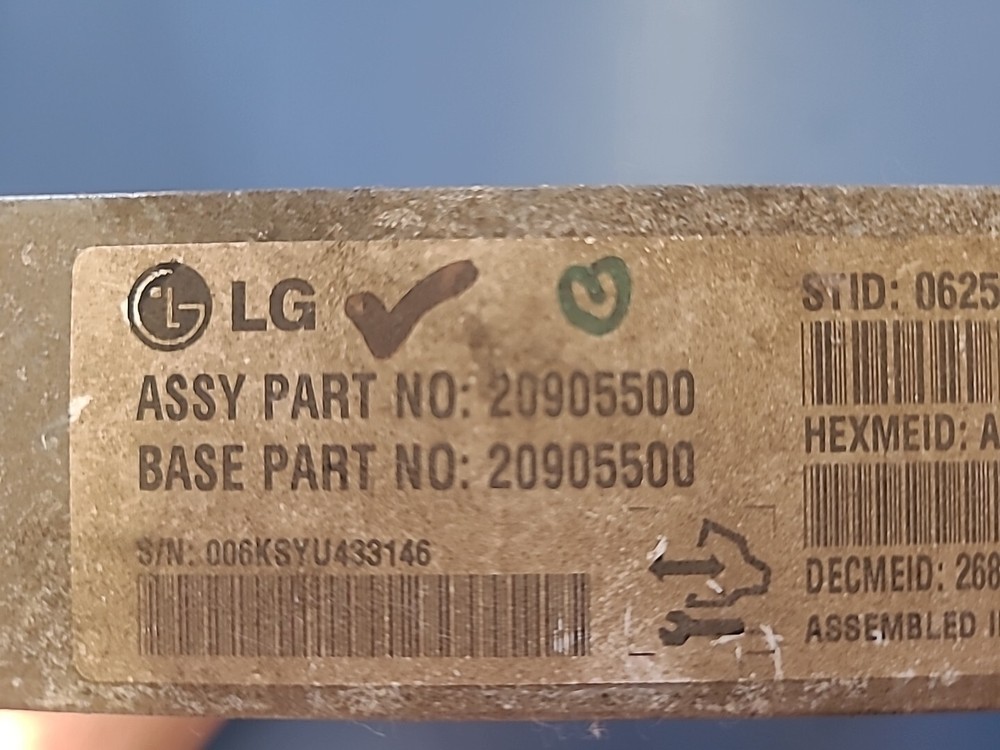 LG
ASSY PART NO: 20905500
BASE PART NO: 20905500
S/N: 006KSYU433146
STID: 0625
HEXMEID: A
DECMEID: 268
ASSEMBLED I